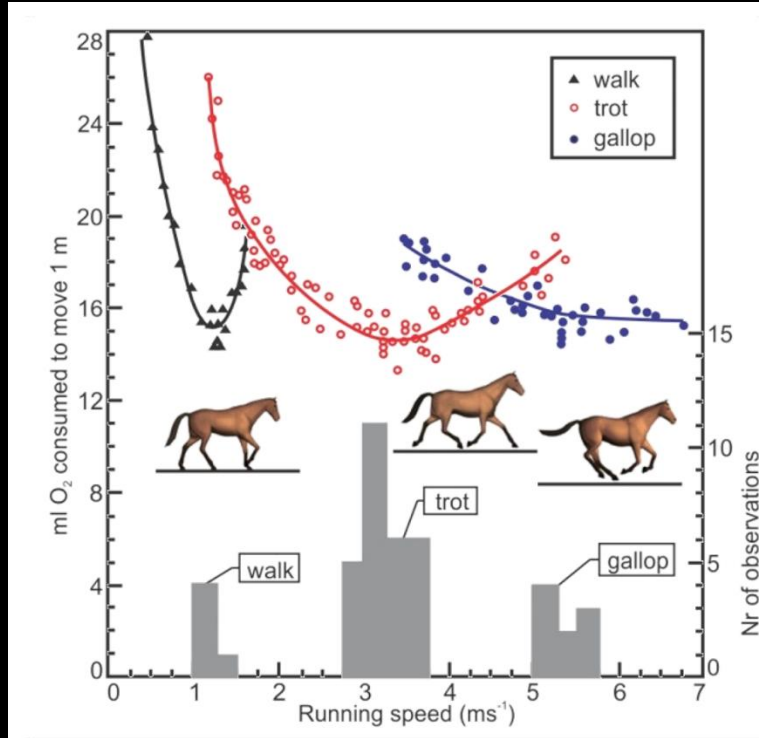 28
24
20
16
12
8
4
0
ml O₂ consumed to move 1 m
walk
trot
gallop
15
10
5
0
Nr of observations
walk
trot
gallop
0 1 2 3 4 5 6 7
Running speed (ms⁻¹)